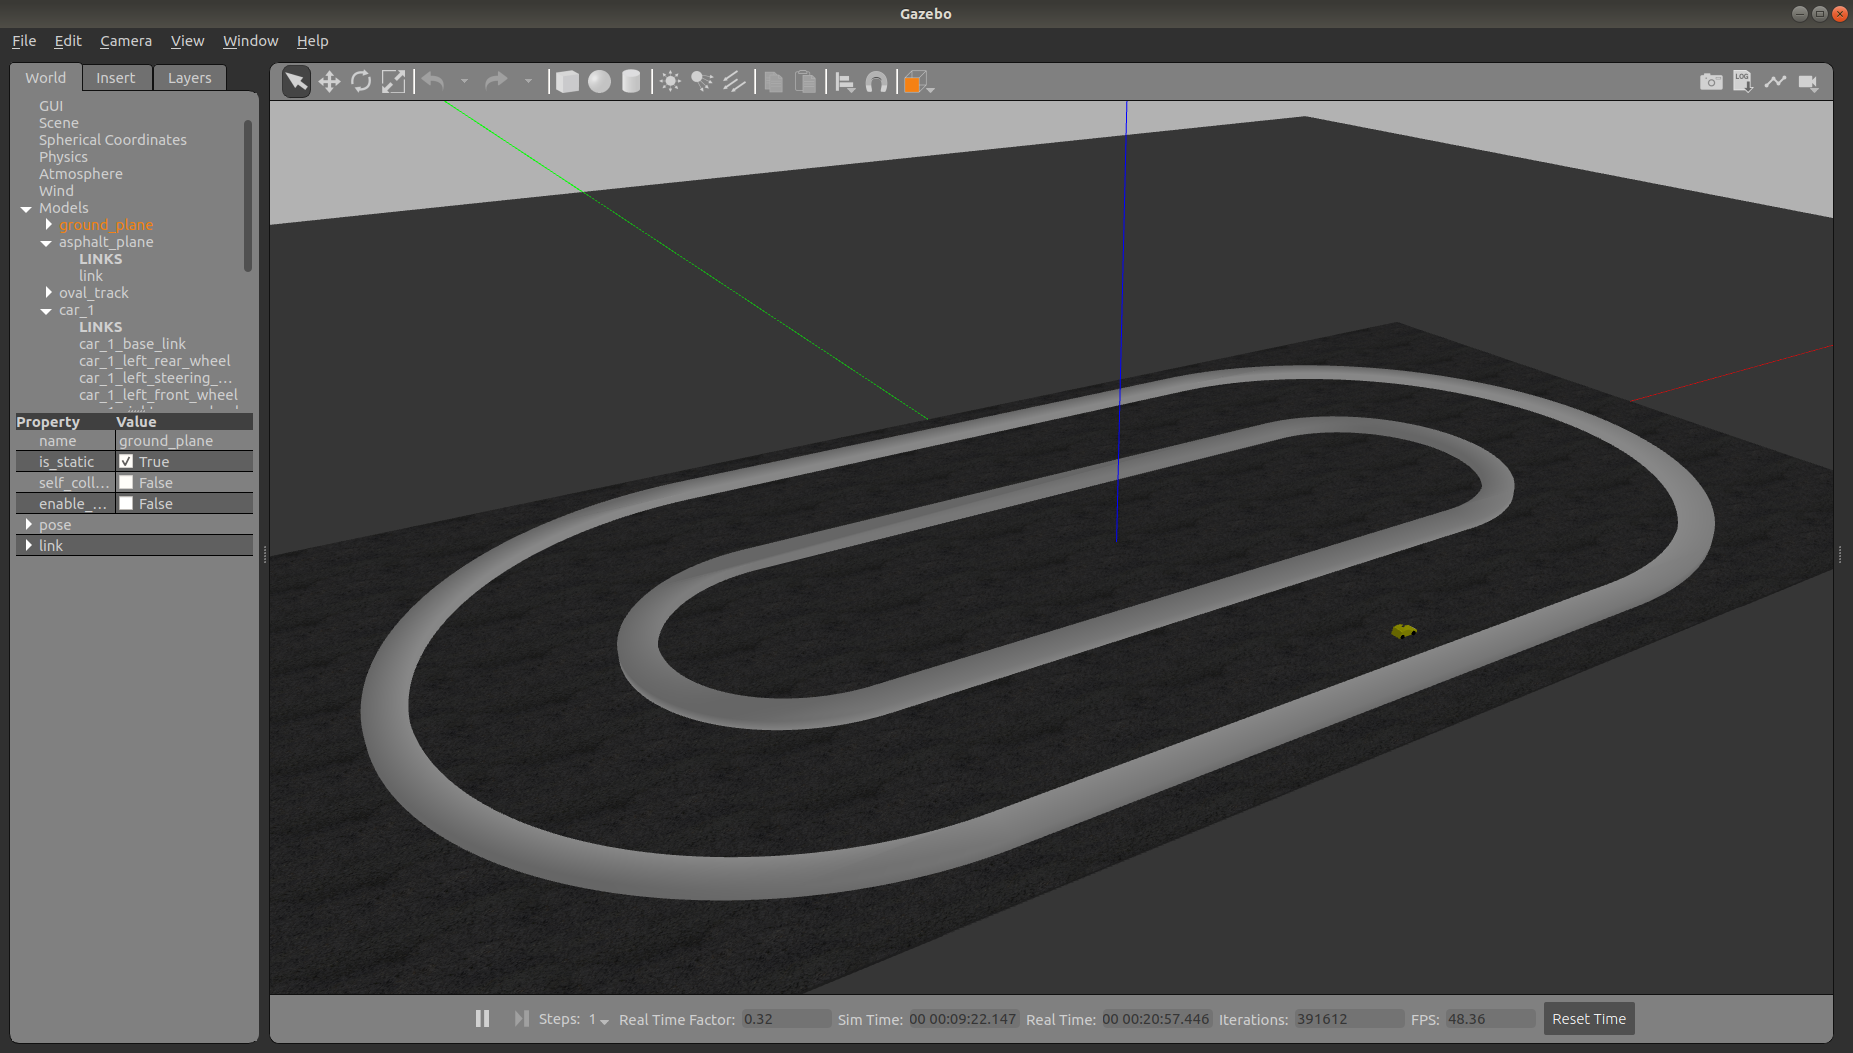 Gazebo
File Edit Camera View Window Help
World Insert Layers
LOG
GUI
Scene
Spherical Coordinates
Physics
Atmosphere
Wind
Models
ground_plane
asphalt_plane
LINKS
link
oval_track
car_1
LINKS
car_1_base_link
car_1_left_rear_wheel
car_1_left_steering_...
car_1_left_front_wheel
Property Value
name ground_plane
is_static True
self_coll... False
enable_... False
pose
link
Steps: 1 Real Time Factor: 0.32 Sim Time: 00 00:09:22.147 Real Time: 00 00:20:57.446 Iterations: 391612 FPS: 48.36 Reset Time